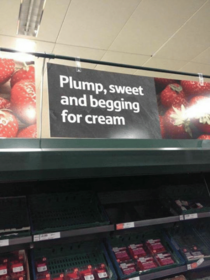 Plump, sweet
and begging
for cream